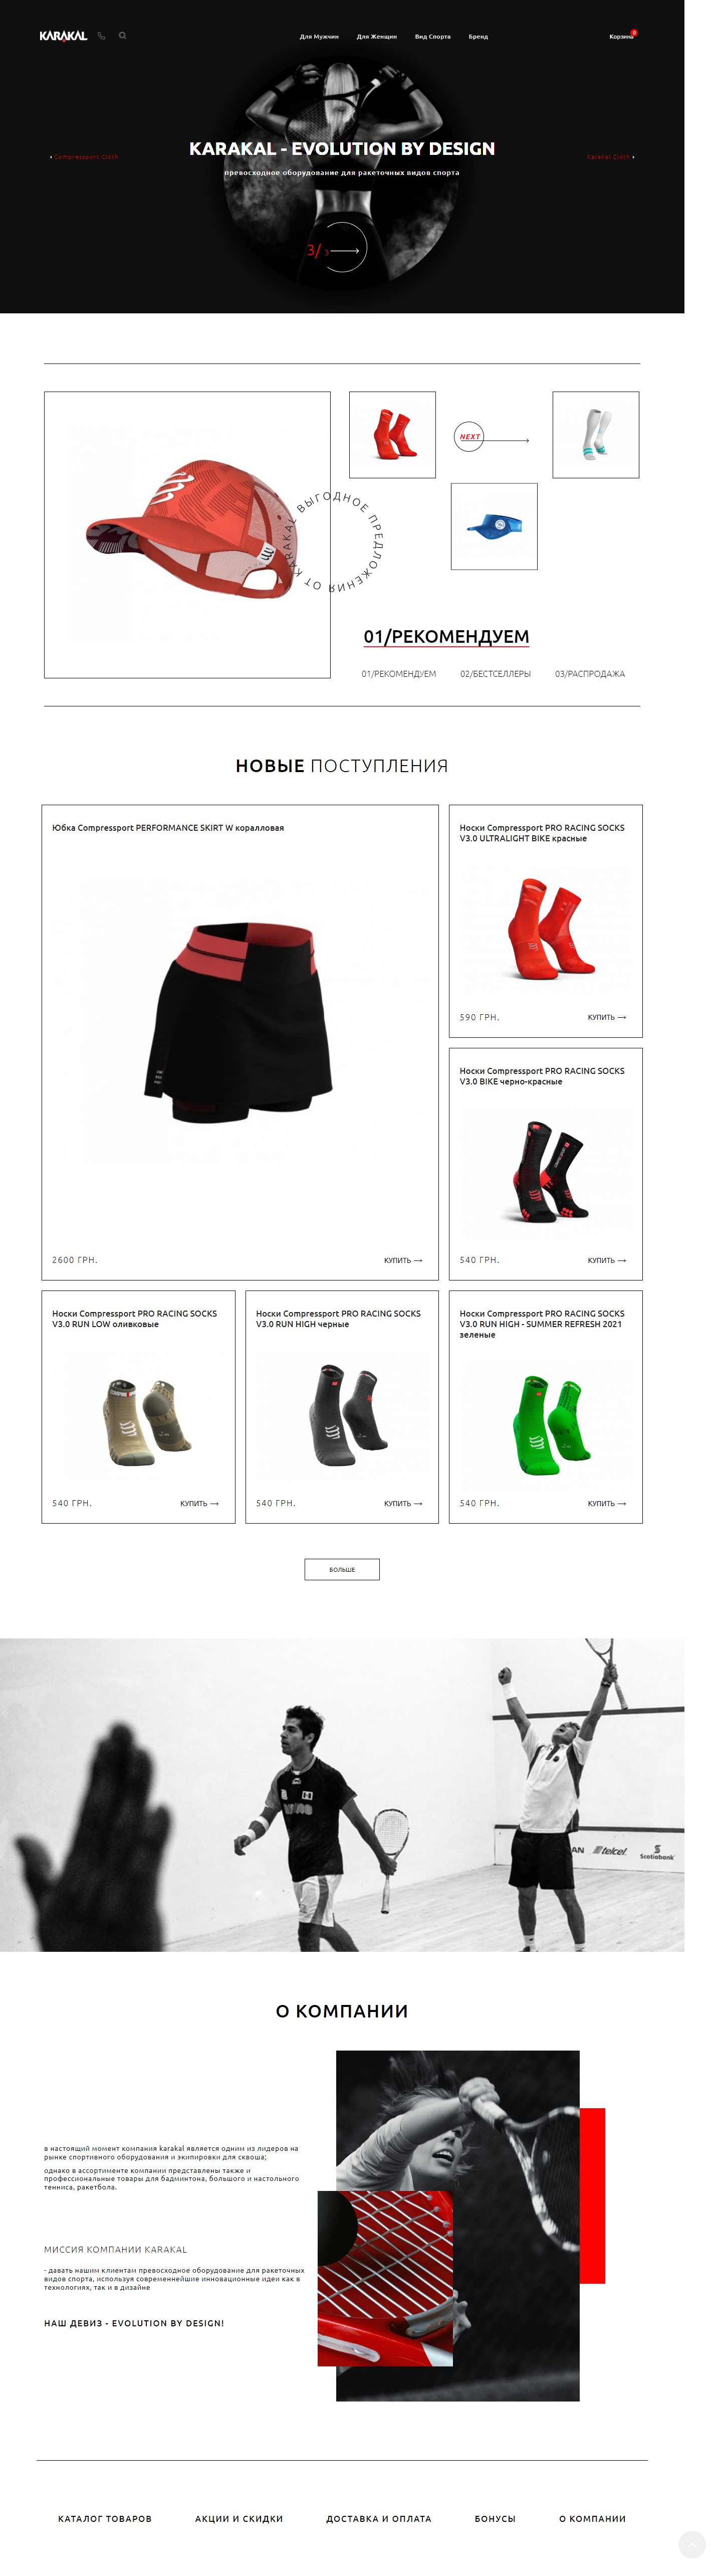 KARAKAL
Для Мужчин
Для Женщин
Вид Спорта
Бренд
Корзина
0
Compressport Cloth
KARAKAL - EVOLUTION BY DESIGN
превосходное оборудование для ракеточных видов спорта
Karakal Cloth
3/ 3
NEXT
ВЫГОДНОЕ ПРЕДЛОЖЕНИЯ ОТ KARAKAL
01/РЕКОМЕНДУЕМ
01/РЕКОМЕНДУЕМ
02/БЕСТСЕЛЛЕРЫ
03/РАСПРОДАЖА
НОВЫЕ ПОСТУПЛЕНИЯ
Юбка Compressport PERFORMANCE SKIRT W коралловая
2600 ГРН.
КУПИТЬ
Носки Compressport PRO RACING SOCKS
V3.0 ULTRALIGHT BIKE красные
590 ГРН.
КУПИТЬ
Носки Compressport PRO RACING SOCKS
V3.0 BIKE черно-красные
540 ГРН.
КУПИТЬ
Носки Compressport PRO RACING SOCKS
V3.0 RUN LOW оливковые
540 ГРН.
КУПИТЬ
Носки Compressport PRO RACING SOCKS
V3.0 RUN HIGH черные
540 ГРН.
КУПИТЬ
Носки Compressport PRO RACING SOCKS
V3.0 RUN HIGH - SUMMER REFRESH 2021
зеленые
540 ГРН.
КУПИТЬ
БОЛЬШЕ
telcel
Scotiabank
О КОМПАНИИ
в настоящий момент компания karakal является одним из лидеров на
рынке спортивного оборудования и экипировки для сквоша;
однако в ассортименте компании представлены также и
профессиональные товары для бадминтона, большого и настольного
тенниса, ракетбола.
МИССИЯ КОМПАНИИ KARAKAL
- давать нашим клиентам превосходное оборудование для ракеточных
видов спорта, используя современнейшие инновационные идеи как в
технологиях, так и в дизайне
НАШ ДЕВИЗ - EVOLUTION BY DESIGN!
КАТАЛОГ ТОВАРОВ
АКЦИИ И СКИДКИ
ДОСТАВКА И ОПЛАТА
БОНУСЫ
О КОМПАНИИ